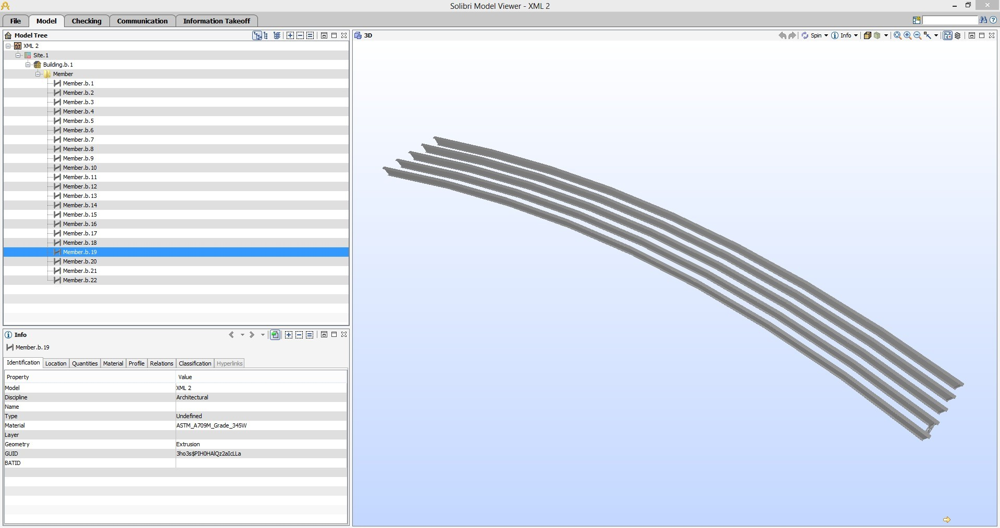 Solibri Model Viewer - XML 2
File Model Checking Communication Information Takeoff
Model Tree
XML 2
Site.1
Building.b.1
Member
Member.b.1
Member.b.2
Member.b.3
Member.b.4
Member.b.5
Member.b.6
Member.b.7
Member.b.8
Member.b.9
Member.b.10
Member.b.11
Member.b.12
Member.b.13
Member.b.14
Member.b.15
Member.b.16
Member.b.17
Member.b.18
Member.b.19
Member.b.20
Member.b.21
Member.b.22
Info
Member.b.19
Identification Location Quantities Material Profile Relations Classification Hyperlinks
Property Value
Model XML 2
Discipline Architectural
Name
Type Undefined
Material ASTM_A709M_Grade_345W
Layer
Geometry Extrusion
GUID 3ho3s$PIH0HAlQz2aIcLLa
BATID
3D Spin Info